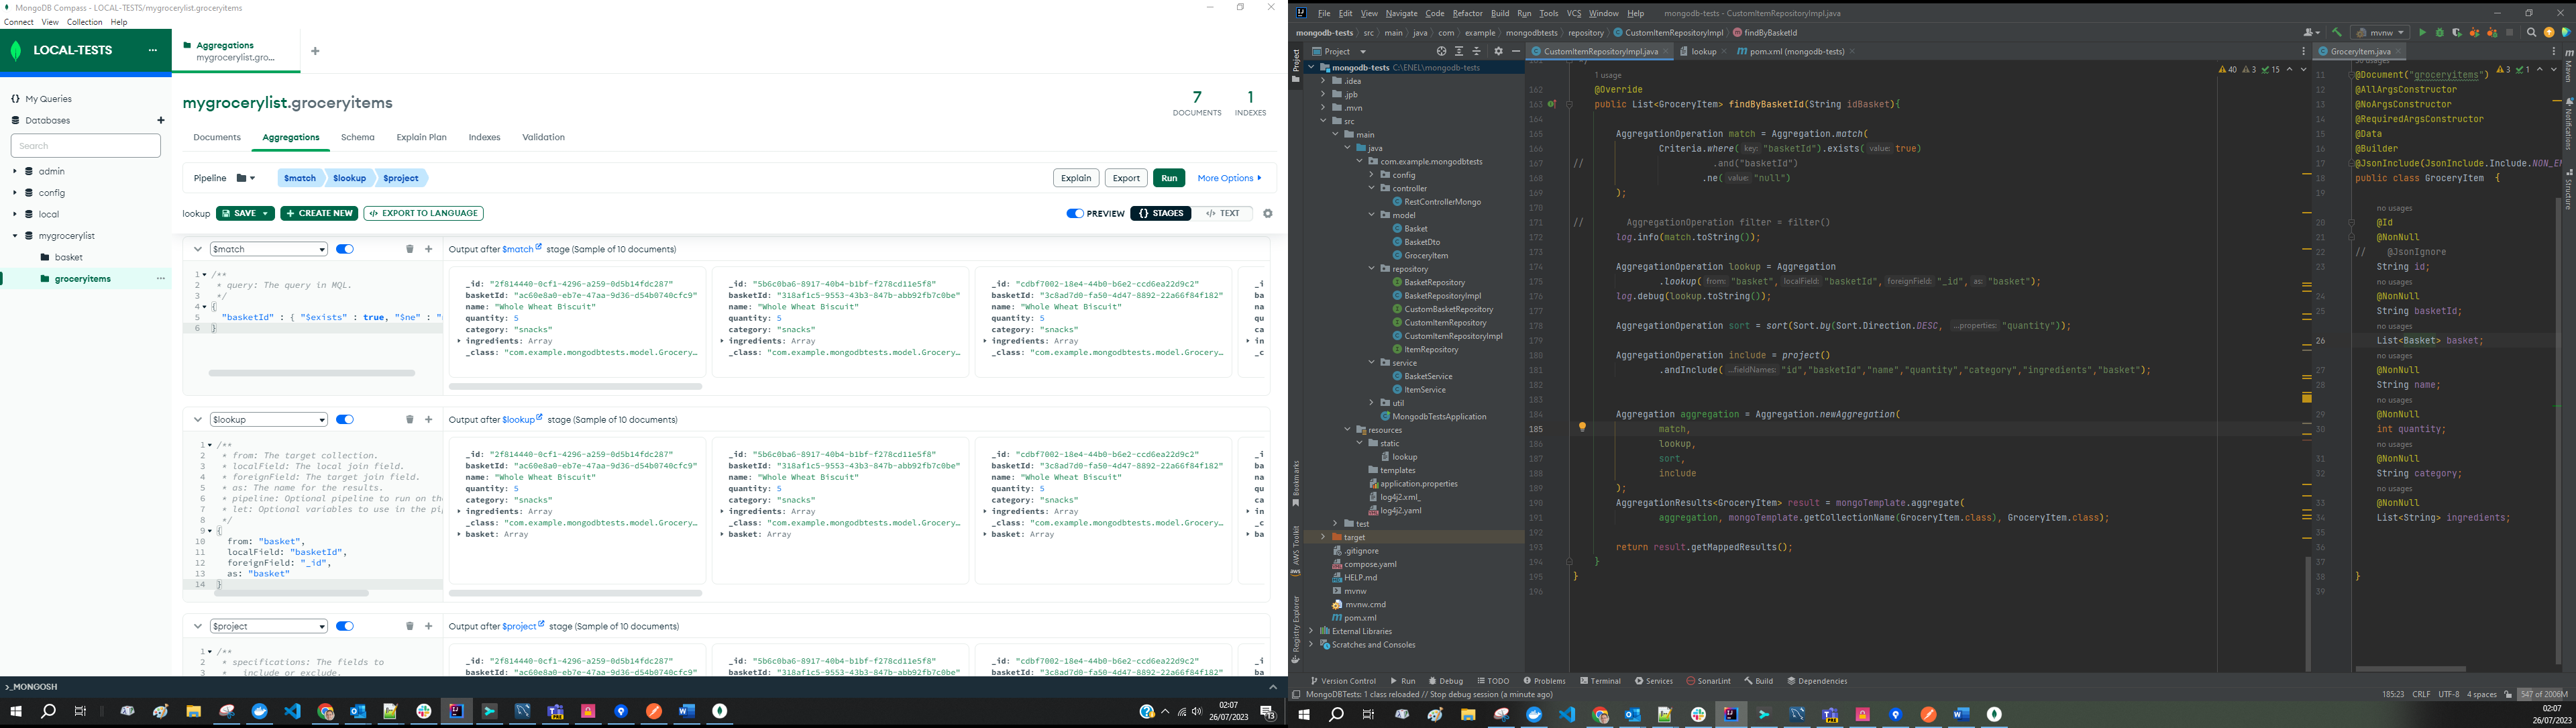 MongoDB Compass - LOCAL-TESTS/mygrocerylist.groceryitems
Connect View Collection Help
LOCAL-TESTS
Aggregations
mygrocerylist.gro...
My Queries
Databases
Search
admin
config
local
mygrocerylist
basket
groceryitems
mygrocerylist.groceryitems
7
DOCUMENTS
1
INDEXES
Documents Aggregations Schema Explain Plan Indexes Validation
Pipeline $match $lookup $project Explain Export Run More Options
lookup SAVE CREATE NEW EXPORT TO LANGUAGE PREVIEW {} STAGES </> TEXT
$match Output after $match stage (Sample of 10 documents)
1 /**
2 * query: The query in MQL.
3 */
4 {
5 "basketId" : { "$exists" : true, "$ne" : "
6 }
_id: "2f814440-0cf1-4296-a259-0d5b14fdc287"
basketId: "ac60e8a0-eb7e-47aa-9d36-d54b0740cfc9"
name: "Whole Wheat Biscuit"
quantity: 5
category: "snacks"
ingredients: Array
_class: "com.example.mongodbtests.model.Grocery...
_id: "5b6c0ba6-8917-40b4-b1bf-f278cd11e5f8"
basketId: "318af1c5-9553-43b3-847b-abb92fb7c0be"
name: "Whole Wheat Biscuit"
quantity: 5
category: "snacks"
ingredients: Array
_class: "com.example.mongodbtests.model.Grocery...
_id: "cdbf7002-18e4-44b0-b6e2-ccd6ea22d9c2"
basketId: "3c8ad7d0-fa50-4d47-8892-22a66f84f182"
name: "Whole Wheat Biscuit"
quantity: 5
category: "snacks"
ingredients: Array
_class: "com.example.mongodbtests.model.Grocery...
$lookup Output after $lookup stage (Sample of 10 documents)
1 /**
2 * from: The target collection.
3 * localField: The local join field.
4 * foreignField: The target join field.
5 * as: The name for the results.
6 * pipeline: Optional pipeline to run on the
7 * let: Optional variables to use in the pip
8 */
9 {
10 from: "basket",
11 localField: "basketId",
12 foreignField: "_id",
13 as: "basket"
14 }
_id: "2f814440-0cf1-4296-a259-0d5b14fdc287"
basketId: "ac60e8a0-eb7e-47aa-9d36-d54b0740cfc9"
name: "Whole Wheat Biscuit"
quantity: 5
category: "snacks"
ingredients: Array
_class: "com.example.mongodbtests.model.Grocery...
basket: Array
_id: "5b6c0ba6-8917-40b4-b1bf-f278cd11e5f8"
basketId: "318af1c5-9553-43b3-847b-abb92fb7c0be"
name: "Whole Wheat Biscuit"
quantity: 5
category: "snacks"
ingredients: Array
_class: "com.example.mongodbtests.model.Grocery...
basket: Array
_id: "cdbf7002-18e4-44b0-b6e2-ccd6ea22d9c2"
basketId: "3c8ad7d0-fa50-4d47-8892-22a66f84f182"
name: "Whole Wheat Biscuit"
quantity: 5
category: "snacks"
ingredients: Array
_class: "com.example.mongodbtests.model.Grocery...
basket: Array
$project Output after $project stage (Sample of 10 documents)
1 /**
2 * specifications: The fields to
3 * include or exclude.
_id: "2f814440-0cf1-4296-a259-0d5b14fdc287"
basketId: "ac60e8a0-eb7e-47aa-9d36-d54b0740cfc9"
_id: "5b6c0ba6-8917-40b4-b1bf-f278cd11e5f8"
basketId: "318af1c5-9553-43b3-847b-abb92fb7c0be"
_id: "cdbf7002-18e4-44b0-b6e2-ccd6ea22d9c2"
basketId: "3c8ad7d0-fa50-4d47-8892-22a66f84f182"
>_MONGOSH
02:07
26/07/2023
File Edit View Navigate Code Refactor Build Run Tools VCS Window Help mongodb-tests - CustomItemRepositoryImpl.java
mongodb-tests src main java com example mongodbtests repository CustomItemRepositoryImpl findByBasketId mvnw
Project
CustomItemRepositoryImpl.java lookup pom.xml (mongodb-tests) GroceryItem.java
mongodb-tests C:\ENEL\mongodb-tests
.idea
.jpb
.mvn
src
main
java
com.example.mongodbtests
config
controller
RestControllerMongo
model
Basket
BasketDto
GroceryItem
repository
BasketRepository
BasketRepositoryImpl
CustomBasketRepository
CustomItemRepository
CustomItemRepositoryImpl
ItemRepository
service
BasketService
ItemService
util
MongodbTestsApplication
resources
static
lookup
templates
application.properties
log4j2.xml_
log4j2.yaml
test
target
.gitignore
compose.yaml
HELP.md
mvnw
mvnw.cmd
pom.xml
External Libraries
Scratches and Consoles
40 3 15
1 usage
162 @Override
163 public List<GroceryItem> findByBasketId(String idBasket){
164
165 AggregationOperation match = Aggregation.match(
166 Criteria.where( key: "basketId").exists( value: true)
167 // .and("basketId")
168 .ne( value: "null")
169 );
170
171 // AggregationOperation filter = filter()
172 log.info(match.toString());
173
174 AggregationOperation lookup = Aggregation
175 .lookup( from: "basket", localField: "basketId", foreignField: "_id", as: "basket");
176 log.debug(lookup.toString());
177
178 AggregationOperation sort = sort(Sort.by(Sort.Direction.DESC, ...properties: "quantity"));
179
180 AggregationOperation include = project()
181 .andInclude( ...fieldNames: "id","basketId","name","quantity","category","ingredients","basket");
182
183
184 Aggregation aggregation = Aggregation.newAggregation(
185 match,
186 lookup,
187 sort,
188 include
189 );
190 AggregationResults<GroceryItem> result = mongoTemplate.aggregate(
191 aggregation, mongoTemplate.getCollectionName(GroceryItem.class), GroceryItem.class);
192
193 return result.getMappedResults();
194 }
195 }
196
3 1
11 @Document("groceryitems")
12 @AllArgsConstructor
13 @NoArgsConstructor
14 @RequiredArgsConstructor
15 @Data
16 @Builder
17 @JsonInclude(JsonInclude.Include.NON_EM
18 public class GroceryItem {
19
no usages
20 @Id
21 @NonNull
22 // @JsonIgnore
23 String id;
no usages
24 @NonNull
25 String basketId;
no usages
26 List<Basket> basket;
no usages
27 @NonNull
28 String name;
no usages
29 @NonNull
30 int quantity;
no usages
31 @NonNull
32 String category;
no usages
33 @NonNull
34 List<String> ingredients;
35
36
37
38 }
39
Project
Bookmarks
AWS Toolkit
Registry Explorer
Maven
Notifications
Structure
Version Control Run Debug TODO Problems Terminal Services SonarLint Build Dependencies
MongoDBTests: 1 class reloaded // Stop debug session (a minute ago) 185:23 CRLF UTF-8 4 spaces 547 of 2006M
02:07
26/07/2023